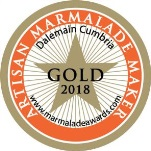 ARTISAN MARMALADE MAKER
Dalemain Cumbria
GOLD
2018
www.marmaladeawards.com